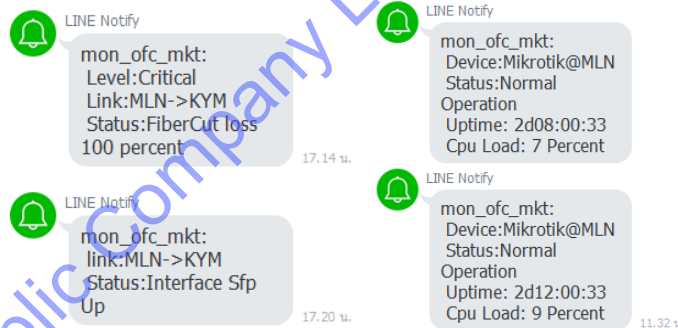 LINE Notify
mon_ofc_mkt:
Level:Critical
Link:MLN->KYM
Status:FiberCut loss
100 percent
17.14 น.
LINE Notify
mon_ofc_mkt:
link:MLN->KYM
Status:Interface Sfp
Up
17.20 น.
LINE Notify
mon_ofc_mkt:
Device:Mikrotik@MLN
Status:Normal
Operation
Uptime: 2d08:00:33
Cpu Load: 7 Percent
LINE Notify
mon_ofc_mkt:
Device:Mikrotik@MLN
Status:Normal
Operation
Uptime: 2d12:00:33
Cpu Load: 9 Percent
11.32
Company